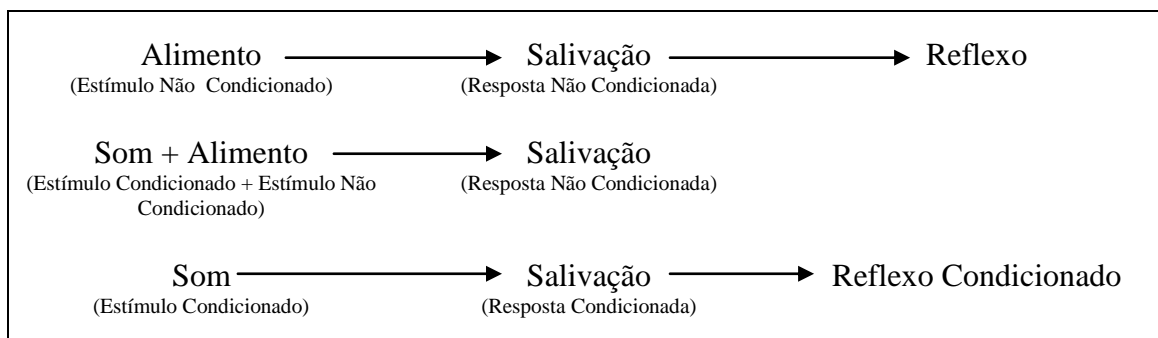 Alimento Salivação Reflexo
(Estímulo Não Condicionado) (Resposta Não Condicionada)
Som + Alimento Salivação
(Estímulo Condicionado + Estímulo Não (Resposta Não Condicionada)
Condicionado)
Som Salivação Reflexo Condicionado
(Estímulo Condicionado) (Resposta Condicionada)